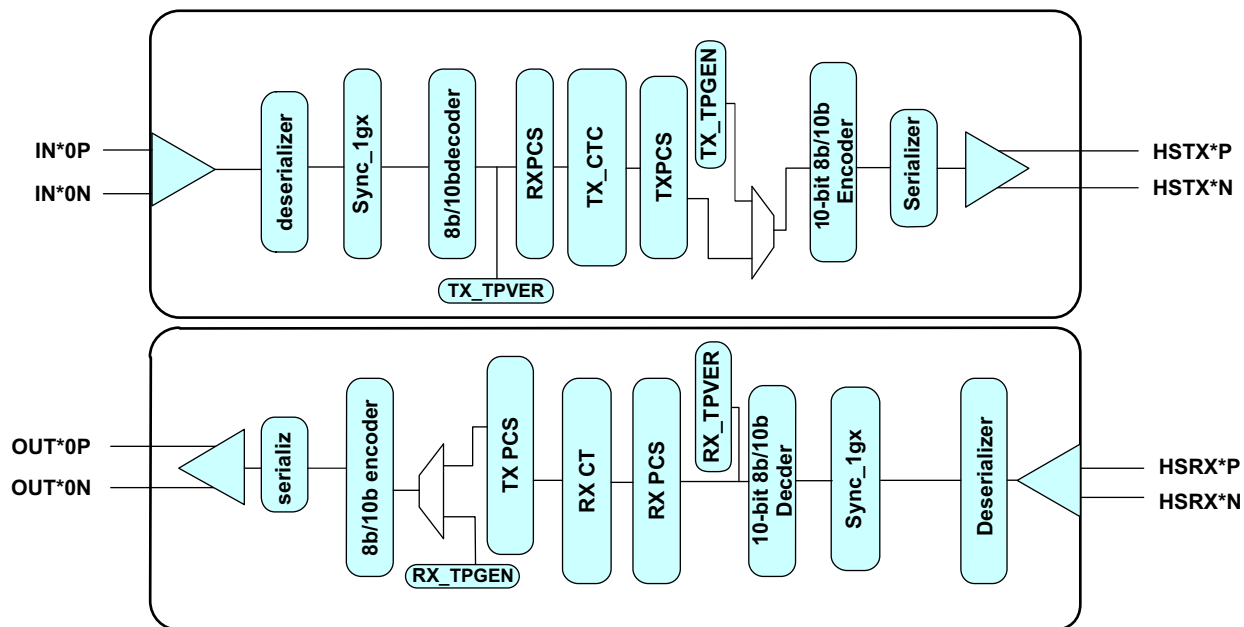 IN*0P
IN*0N
deserializer
Sync_1gx
8b/10bdecoder
TX_TPVER
RXPCS
TX_CTC
TXPCS
TX_TPGEN
10-bit 8b/10b
Encoder
Serializer
HSTX*P
HSTX*N
OUT*0P
OUT*0N
serializ
8b/10b encoder
RX_TPGEN
TX PCS
RX CT
RX PCS
RX_TPVER
10-bit 8b/10b
Decder
Sync_1gx
Deserializer
HSRX*P
HSRX*N